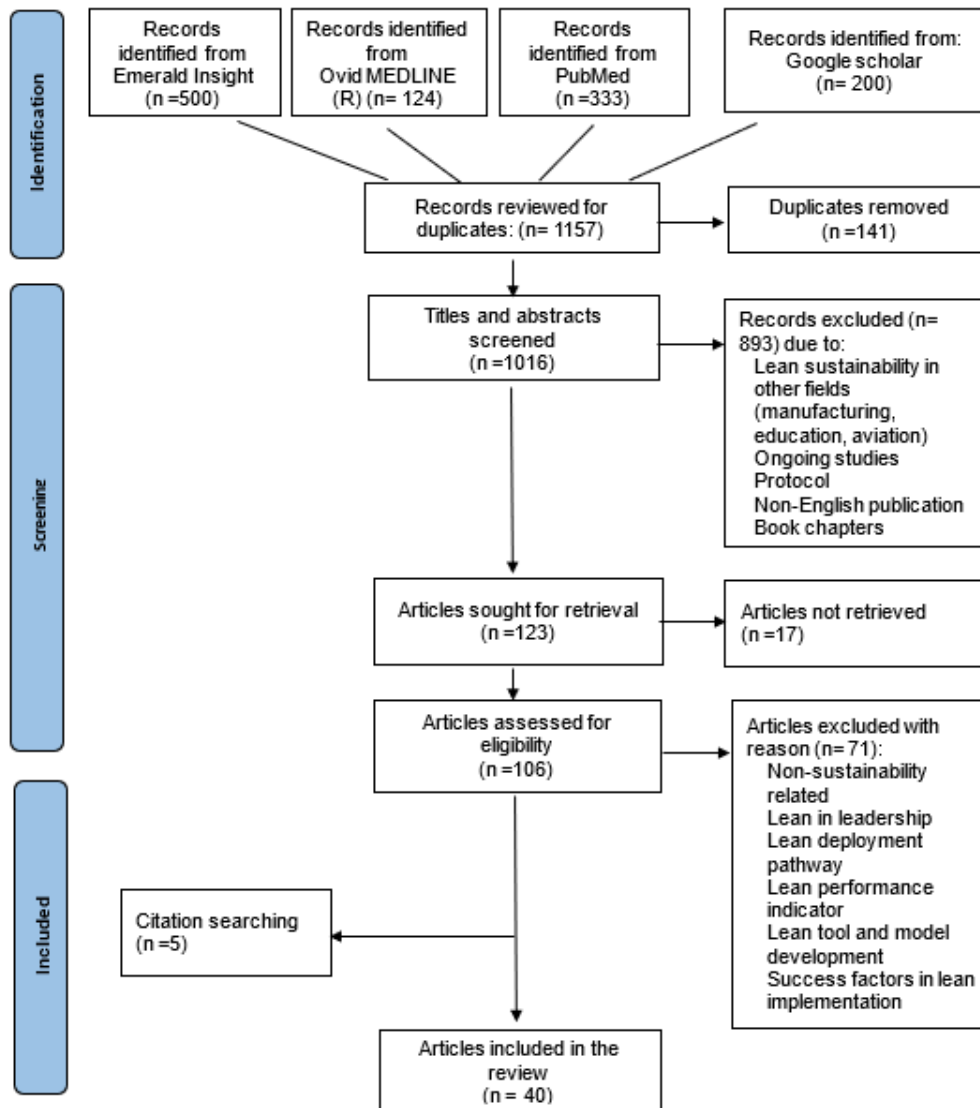 Identification
Records
identified from
Emerald Insight
(n =500)
Records identified
from
Ovid MEDLINE
(R) (n= 124)
Records
identified from
PubMed
(n =333)
Records identified from:
Google scholar
(n= 200)
Records reviewed for
duplicates: (n= 1157)
Duplicates removed
(n =141)
Screening
Titles and abstracts
screened
(n =1016)
Records excluded (n=
893) due to:
Lean sustainability in
other fields
(manufacturing,
education, aviation)
Ongoing studies
Protocol
Non-English publication
Book chapters
Articles sought for retrieval
(n =123)
Articles not retrieved
(n =17)
Articles assessed for
eligibility
(n =106)
Articles excluded with
reason (n= 71):
Non-sustainability
related
Lean in leadership
Lean deployment
pathway
Lean performance
indicator
Lean tool and model
development
Success factors in lean
implementation
Included
Citation searching
(n =5)
Articles included in the
review
(n = 40)